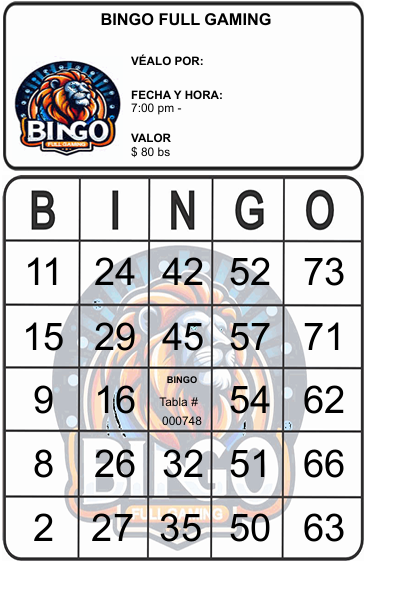 BINGO FULL GAMING
VÉALO POR:
FECHA Y HORA:
7:00 pm -
VALOR
$ 80 bs
BINGO
FULL GAMING
B I N G O
11 24 42 52 73
15 29 45 57 71
9 16 BINGO Tabla # 000748 54 62
8 26 32 51 66
2 27 35 50 63
BINGO
FULL GAMING